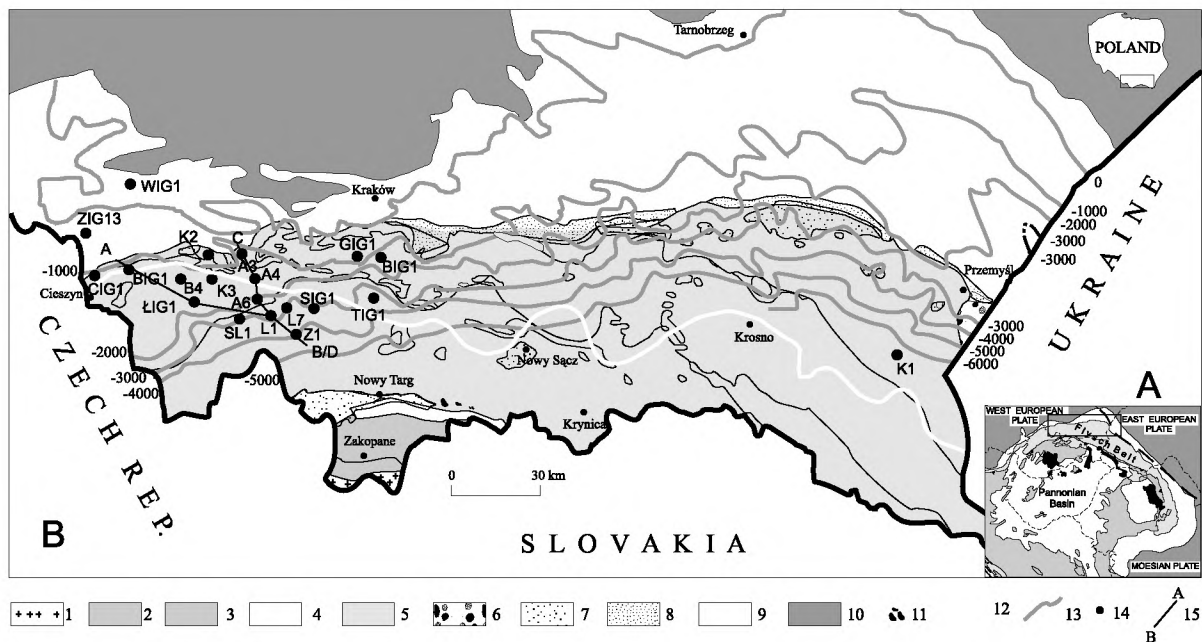 Tarnobrzeg
POLAND
WIG1
Kraków
0
ZIG13
-1000
-2000
-3000
-3000
UKRAINE
A
K2
C
GIG1
BIG1
-1000
Cieszyn
CIG1
BIG1
B4
K3
A3
A4
Przemyśl
ŁIG1
A6
SIG1
TIG1
SL1
L1
L7
Z1
B/D
Krosno
K1
-3000
-4000
-5000
-6000
CZECH REP.
-2000
-3000
-4000
-5000
Nowy Sącz
Nowy Targ
Krynica
Zakopane
0 30 km
A
WEST EUROPEAN PLATE
EAST EUROPEAN PLATE
Flysch Belt
Pannonian Basin
MOESIAN PLATE
B
SLOVAKIA
1 2 3 4 5 6 7 8 9 10 11 12 13 14 A B 15